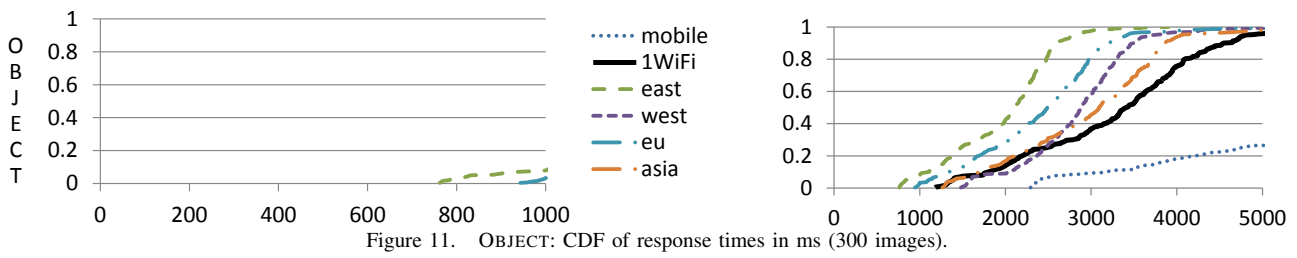 OBJECT
1
0.8
0.6
0.4
0.2
0
0 200 400 600 800 1000
mobile
1WiFi
east
west
eu
asia
1
0.8
0.6
0.4
0.2
0
0 1000 2000 3000 4000 5000
Figure 11. OBJECT: CDF of response times in ms (300 images).